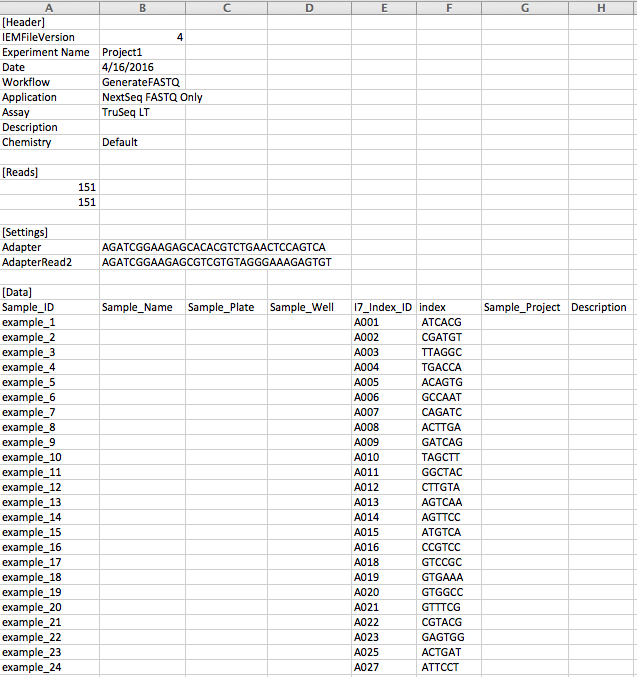 A B C D E F G H
[Header]
IEMFileVersion 4
Experiment Name Project1
Date 4/16/2016
Workflow GenerateFASTQ
Application NextSeq FASTQ Only
Assay TruSeq LT
Description
Chemistry Default
[Reads]
151
151
[Settings]
Adapter AGATCGGAAGAGCACACGTCTGAACTCCAGTCA
AdapterRead2 AGATCGGAAGAGCGTCGTGTAGGGAAAGAGTGT
[Data]
Sample_ID Sample_Name Sample_Plate Sample_Well I7_Index_ID index Sample_Project Description
example_1 A001 ATCACG
example_2 A002 CGATGT
example_3 A003 TTAGGC
example_4 A004 TGACCA
example_5 A005 ACAGTG
example_6 A006 GCCAAT
example_7 A007 CAGATC
example_8 A008 ACTTGA
example_9 A009 GATCAG
example_10 A010 TAGCTT
example_11 A011 GGCTAC
example_12 A012 CTTGTA
example_13 A013 AGTCAA
example_14 A014 AGTTCC
example_15 A015 ATGTCA
example_16 A016 CCGTCC
example_17 A018 GTCCGC
example_18 A019 GTGAAA
example_19 A020 GTGGCC
example_20 A021 GTTTCG
example_21 A022 CGTACG
example_22 A023 GAGTGG
example_23 A025 ACTGAT
example_24 A027 ATTCCT